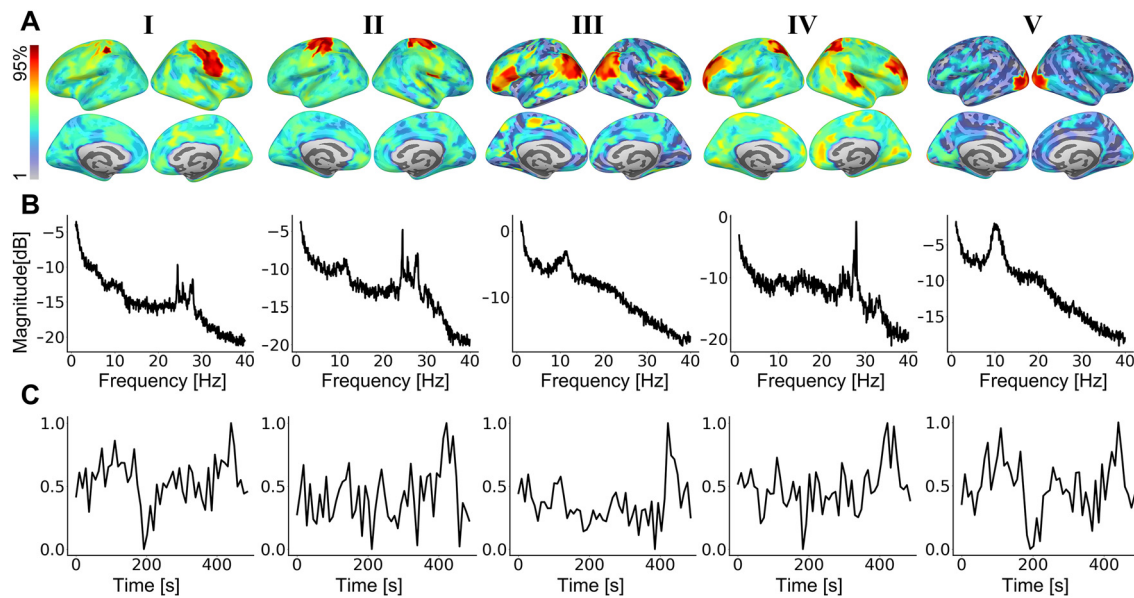 A I II III IV V
95%
1
B
Magnitude[dB]
−5 −5 0 0 −5
−10 −10 −10 −10 −10
−15 −15 −15
−20 −20 −20
0 10 20 30 40 0 10 20 30 40 0 10 20 30 40 0 10 20 30 40 0 10 20 30 40
Frequency [Hz] Frequency [Hz] Frequency [Hz] Frequency [Hz] Frequency [Hz]
C
1.0 1.0 1.0 1.0 1.0
0.5 0.5 0.5 0.5 0.5
0.0 0.0 0.0 0.0 0.0
0 200 400 0 200 400 0 200 400 0 200 400 0 200 400
Time [s] Time [s] Time [s] Time [s] Time [s]